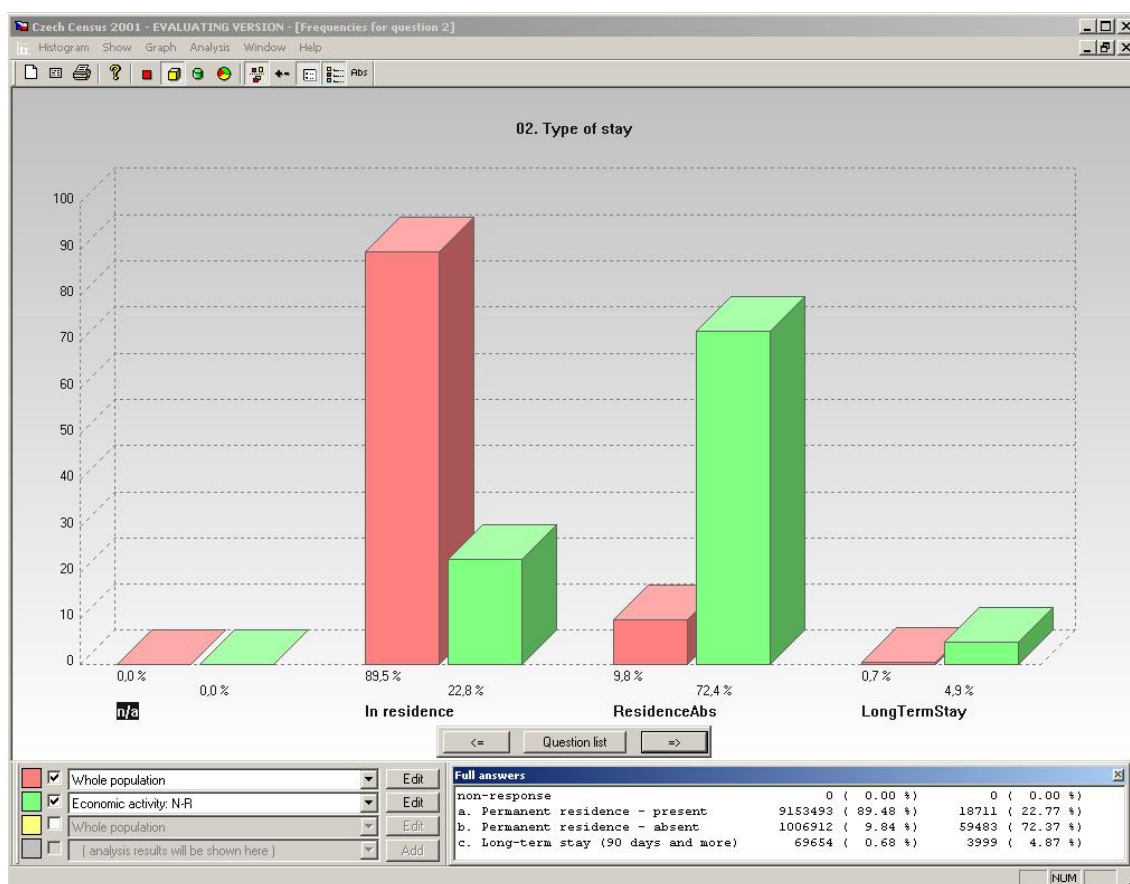 Czech Census 2001 - EVALUATING VERSION - [Frequencies for question 2]
Histogram Show Graph Analysis Window Help
Abs
02. Type of stay
100
90
80
70
60
50
40
30
20
10
0
0,0 % 89,5 % 9,8 % 0,7 %
0,0 % 22,8 % 72,4 % 4,9 %
n/a In residence ResidenceAbs LongTermStay
<= Question list =>
Whole population Edit
Economic activity: N-R Edit
Whole population Edit
( analysis results will be shown here ) Add
Full answers
non-response 0 ( 0.00 %) 0 ( 0.00 %)
a. Permanent residence - present 9153493 ( 89.48 %) 18711 ( 22.77 %)
b. Permanent residence - absent 1006912 ( 9.84 %) 59483 ( 72.37 %)
c. Long-term stay (90 days and more) 69654 ( 0.68 %) 3999 ( 4.87 %)
NUM